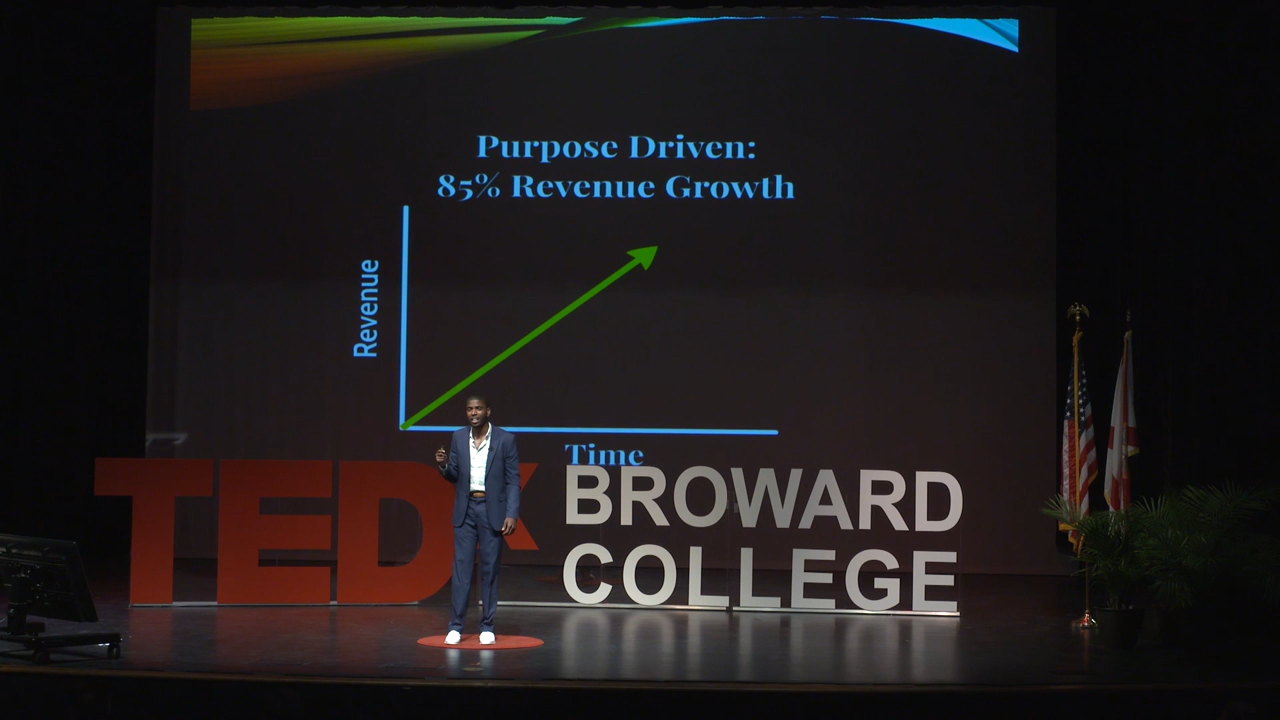 Purpose Driven:
85% Revenue Growth
Revenue
Time
TEDx
BROWARD
COLLEGE